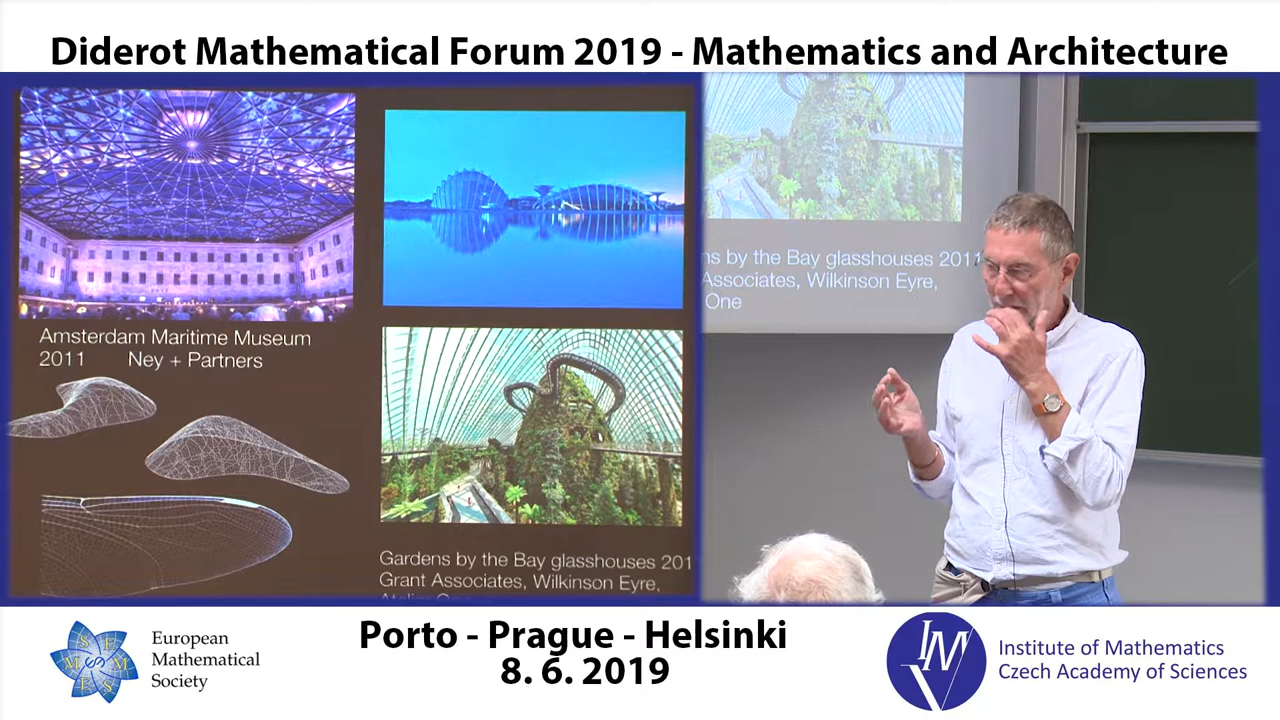 Diderot Mathematical Forum 2019 - Mathematics and Architecture
Amsterdam Maritime Museum
2011 Ney + Partners
Gardens by the Bay glasshouses 201
Grant Associates, Wilkinson Eyre,
ns by the Bay glasshouses 2011
Associates, Wilkinson Eyre,
One
European
Mathematical
Society
Porto - Prague - Helsinki
8. 6. 2019
Institute of Mathematics
Czech Academy of Sciences